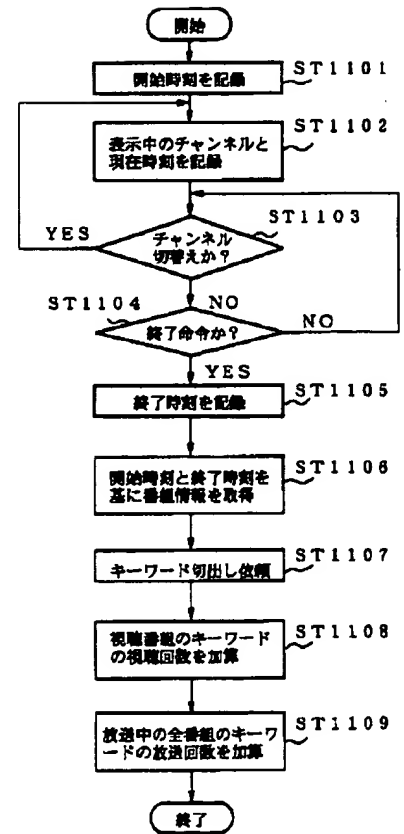 開始
開始時刻を記録
ST1101
表示中のチャンネルと
現在時刻を記録
ST1102
YES
チャンネル
切替えか?
ST1103
NO
ST1104
終了命令か?
NO
YES
終了時刻を記録
ST1105
開始時刻と終了時刻を
基に番組情報を取得
ST1106
キーワード切出し依頼
ST1107
視聴番組のキーワード
の視聴回数を加算
ST1108
放送中の全番組のキーワ
ードの放送回数を加算
ST1109
終了